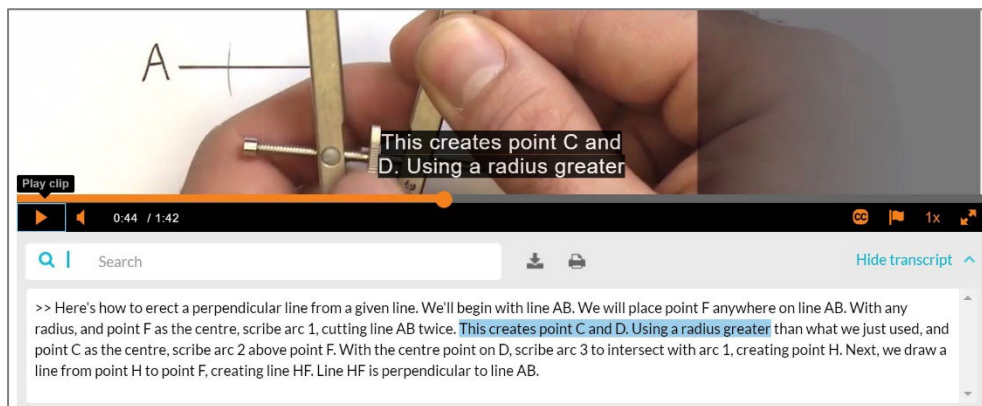 A
This creates point C and
D. Using a radius greater
Play clip
0:44 / 1:42
CC
1x
Search
Hide transcript
>> Here's how to erect a perpendicular line from a given line. We'll begin with line AB. We will place point F anywhere on line AB. With any
radius, and point F as the centre, scribe arc 1, cutting line AB twice. This creates point C and D. Using a radius greater than what we just used, and
point C as the centre, scribe arc 2 above point F. With the centre point on D, scribe arc 3 to intersect with arc 1, creating point H. Next, we draw a
line from point H to point F, creating line HF. Line HF is perpendicular to line AB.